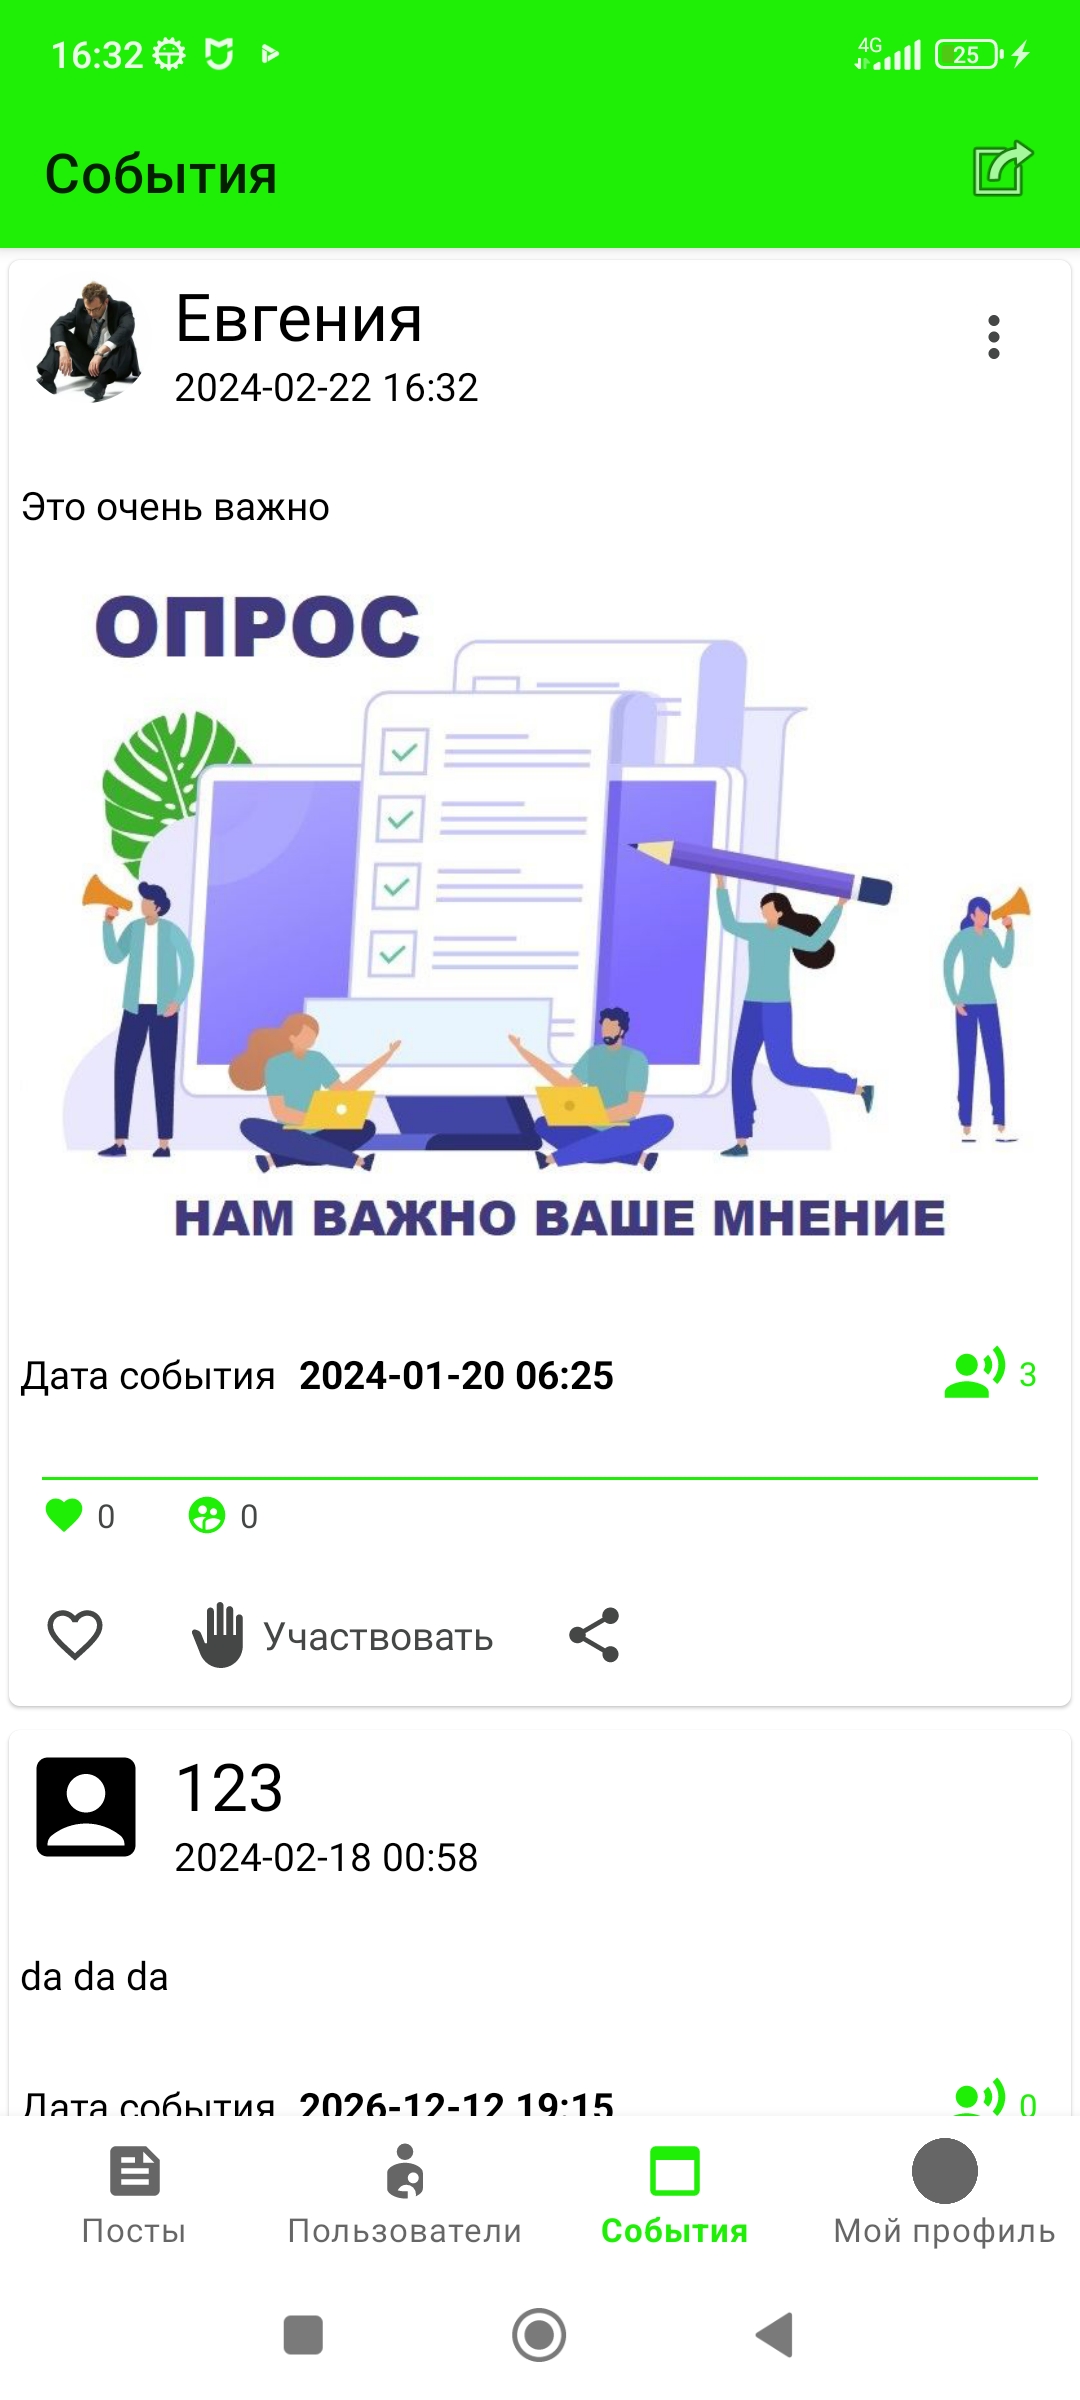 16:32
4G
25
События
Евгения
2024-02-22 16:32
Это очень важно
ОПРОС
НАМ ВАЖНО ВАШЕ МНЕНИЕ
Дата события 2024-01-20 06:25
3
0 0
Участвовать
123
2024-02-18 00:58
da da da
Дата события 2026-12-12 19:15
0
Посты Пользователи События Мой профиль